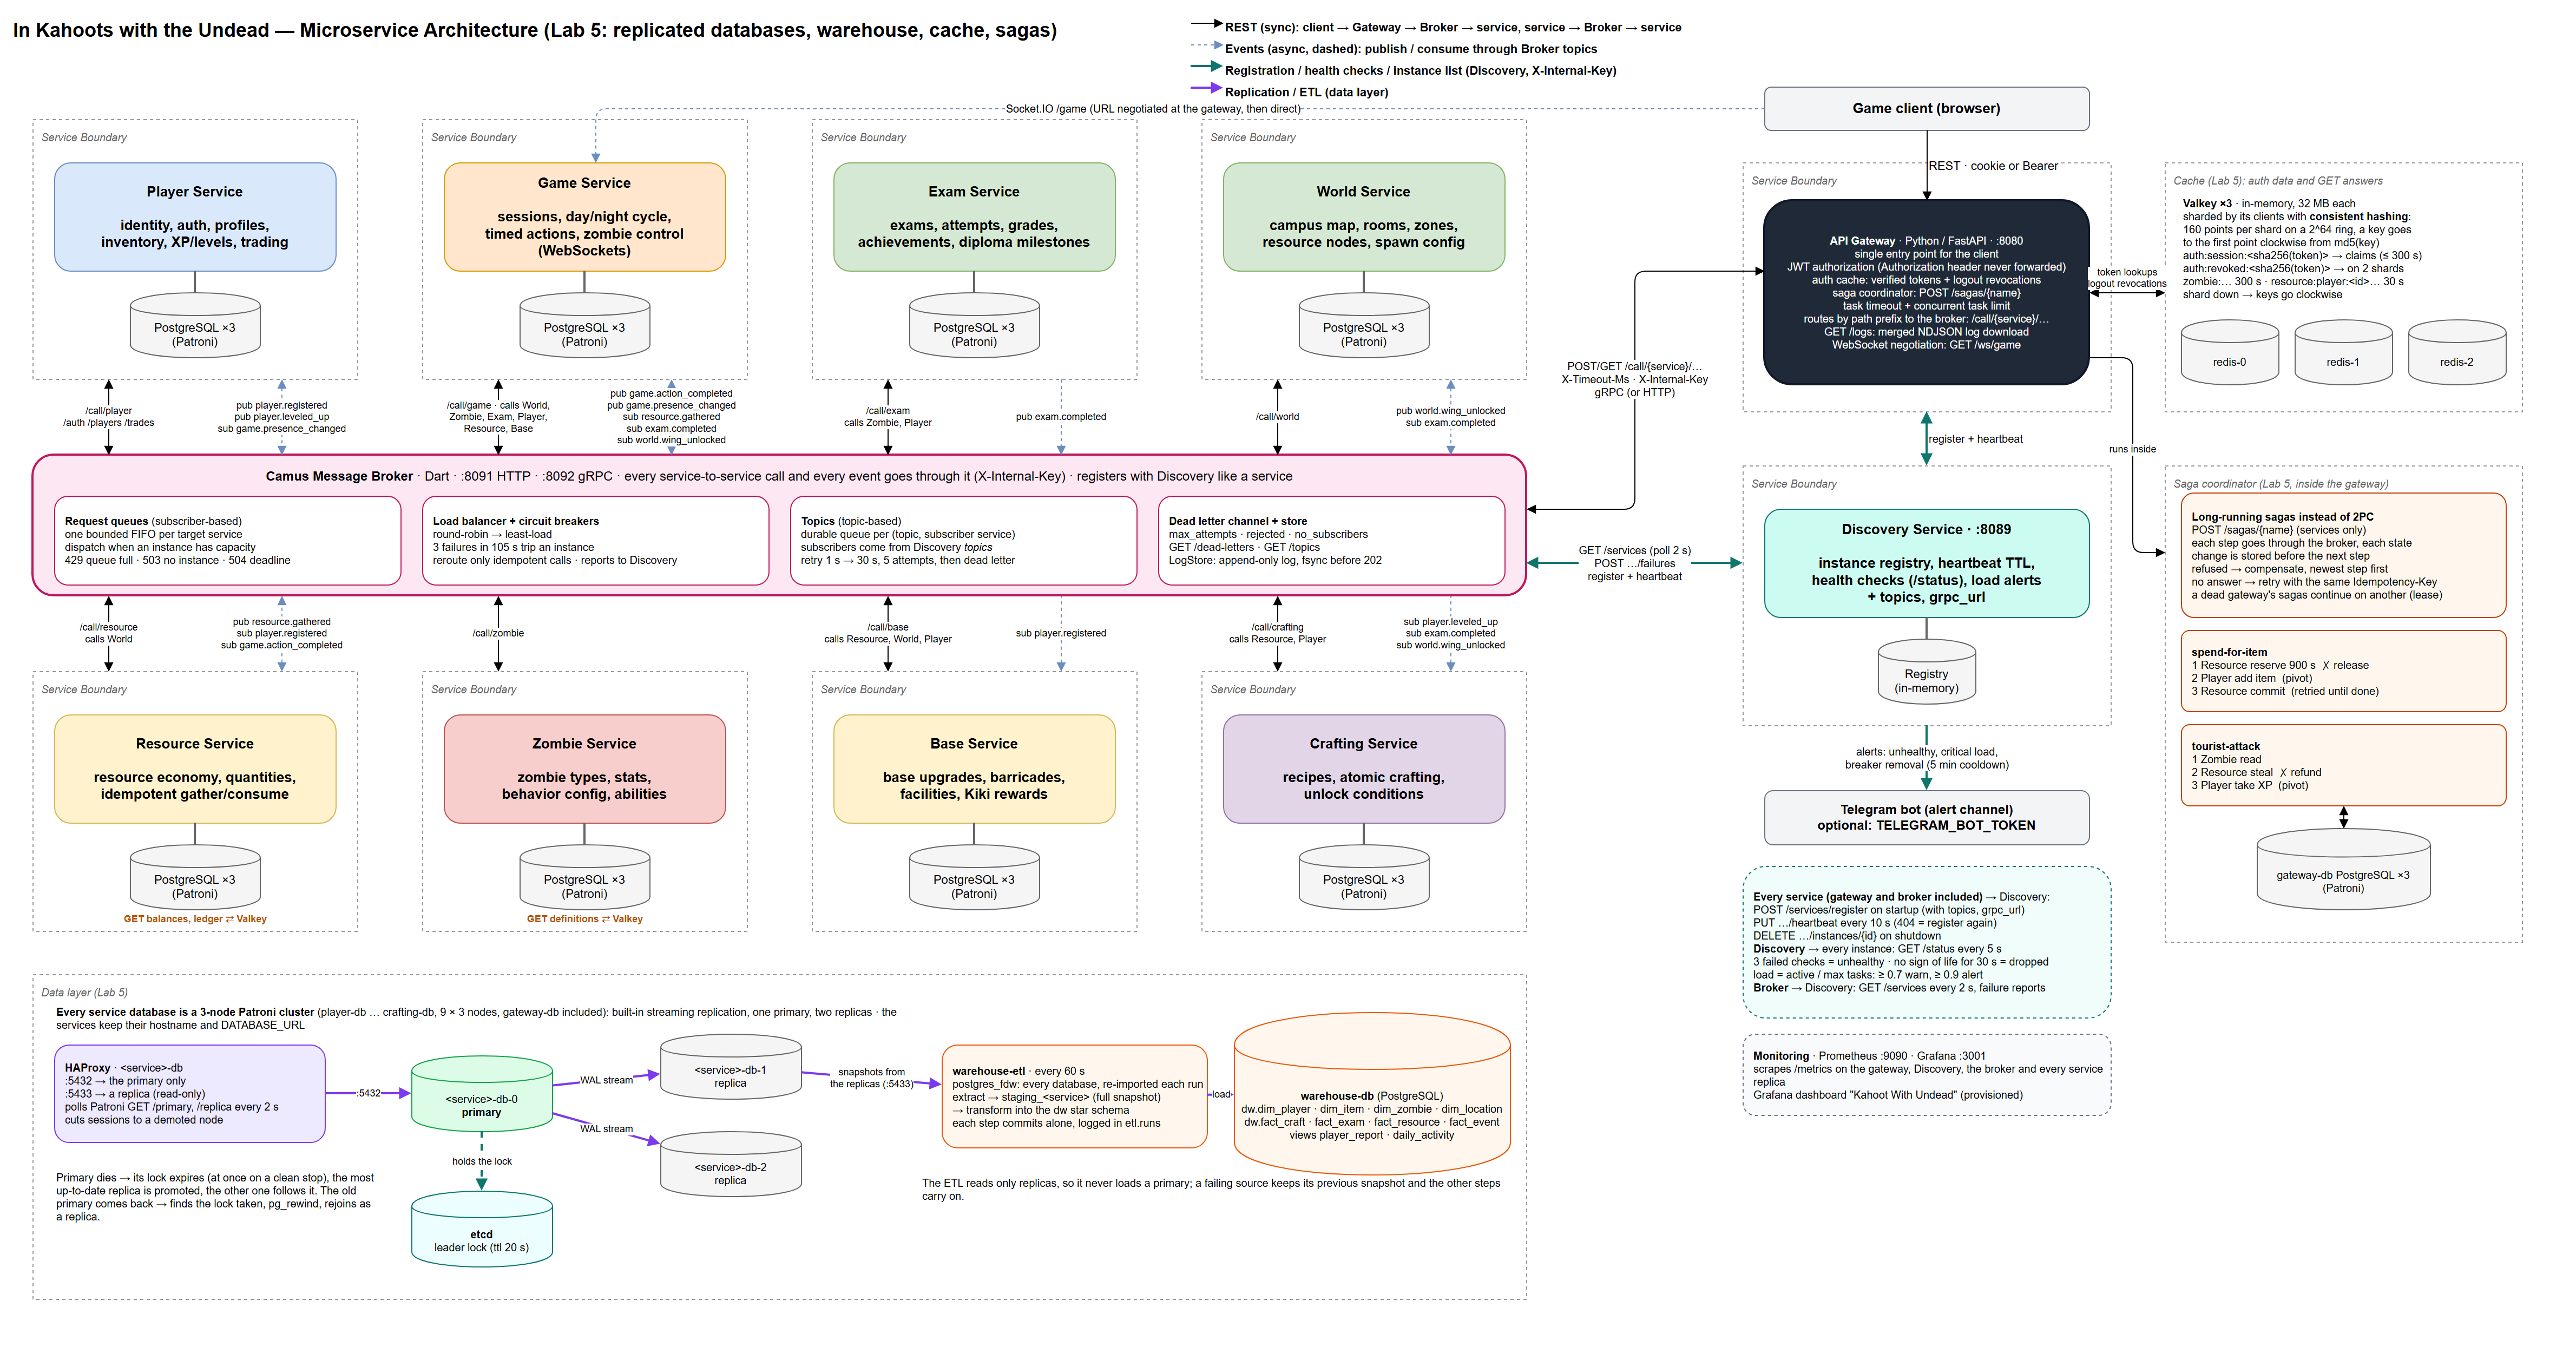 In Kahoots with the Undead — Microservice Architecture (Lab 5: replicated databases, warehouse, cache, sagas)
REST (sync): client → Gateway → Broker → service, service → Broker → service
Events (async, dashed): publish / consume through Broker topics
Registration / health checks / instance list (Discovery, X-Internal-Key)
Replication / ETL (data layer)
Socket.IO /game (URL negotiated at the gateway, then direct)
Game client (browser)
REST · cookie or Bearer
Service Boundary
Player Service
identity, auth, profiles,
inventory, XP/levels, trading
PostgreSQL ×3
(Patroni)
Service Boundary
Game Service
sessions, day/night cycle,
timed actions, zombie control
(WebSockets)
PostgreSQL ×3
(Patroni)
Service Boundary
Exam Service
exams, attempts, grades,
achievements, diploma milestones
PostgreSQL ×3
(Patroni)
Service Boundary
World Service
campus map, rooms, zones,
resource nodes, spawn config
PostgreSQL ×3
(Patroni)
Service Boundary
API Gateway · Python / FastAPI · :8080
single entry point for the client
JWT authorization (Authorization header never forwarded)
auth cache: verified tokens + logout revocations
saga coordinator: POST /sagas/{name}
task timeout + concurrent task limit
routes by path prefix to the broker: /call/{service}/…
GET /logs: merged NDJSON log download
WebSocket negotiation: GET /ws/game
token lookups
logout revocations
Cache (Lab 5): auth data and GET answers
Valkey ×3 · in-memory, 32 MB each
sharded by its clients with consistent hashing:
160 points per shard on a 2^64 ring, a key goes
to the first point clockwise from md5(key)
auth:session:<sha256(token)> → claims (≤ 300 s)
auth:revoked:<sha256(token)> → on 2 shards
zombie:… 300 s · resource:player:<id>… 30 s
shard down → keys go clockwise
redis-0
redis-1
redis-2
/call/player
/auth /players /trades
pub player.registered
pub player.leveled_up
sub game.presence_changed
/call/game · calls World,
Zombie, Exam, Player,
Resource, Base
pub game.action_completed
pub game.presence_changed
sub resource.gathered
sub exam.completed
sub world.wing_unlocked
/call/exam
calls Zombie, Player
pub exam.completed
/call/world
pub world.wing_unlocked
sub exam.completed
POST/GET /call/{service}/…
X-Timeout-Ms · X-Internal-Key
gRPC (or HTTP)
register + heartbeat
runs inside
Camus Message Broker · Dart · :8091 HTTP · :8092 gRPC · every service-to-service call and every event goes through it (X-Internal-Key) · registers with Discovery like a service
Request queues (subscriber-based)
one bounded FIFO per target service
dispatch when an instance has capacity
429 queue full · 503 no instance · 504 deadline
Load balancer + circuit breakers
round-robin → least-load
3 failures in 105 s trip an instance
reroute only idempotent calls · reports to Discovery
Topics (topic-based)
durable queue per (topic, subscriber service)
subscribers come from Discovery topics
retry 1 s → 30 s, 5 attempts, then dead letter
Dead letter channel + store
max_attempts · rejected · no_subscribers
GET /dead-letters · GET /topics
LogStore: append-only log, fsync before 202
GET /services (poll 2 s)
POST …/failures
register + heartbeat
Service Boundary
Discovery Service · :8089
instance registry, heartbeat TTL,
health checks (/status), load alerts
+ topics, grpc_url
Registry
(in-memory)
Saga coordinator (Lab 5, inside the gateway)
Long-running sagas instead of 2PC
POST /sagas/{name} (services only)
each step goes through the broker, each state
change is stored before the next step
refused → compensate, newest step first
no answer → retry with the same Idempotency-Key
a dead gateway's sagas continue on another (lease)
spend-for-item
1 Resource reserve 900 s ✗ release
2 Player add item (pivot)
3 Resource commit (retried until done)
tourist-attack
1 Zombie read
2 Resource steal ✗ refund
3 Player take XP (pivot)
gateway-db PostgreSQL ×3
(Patroni)
/call/resource
calls World
pub resource.gathered
sub player.registered
sub game.action_completed
/call/zombie
/call/base
calls Resource, World, Player
sub player.registered
/call/crafting
calls Resource, Player
sub player.leveled_up
sub exam.completed
sub world.wing_unlocked
Service Boundary
Resource Service
resource economy, quantities,
idempotent gather/consume
PostgreSQL ×3
(Patroni)
GET balances, ledger ⇄ Valkey
Service Boundary
Zombie Service
zombie types, stats,
behavior config, abilities
PostgreSQL ×3
(Patroni)
GET definitions ⇄ Valkey
Service Boundary
Base Service
base upgrades, barricades,
facilities, Kiki rewards
PostgreSQL ×3
(Patroni)
Service Boundary
Crafting Service
recipes, atomic crafting,
unlock conditions
PostgreSQL ×3
(Patroni)
alerts: unhealthy, critical load,
breaker removal (5 min cooldown)
Telegram bot (alert channel)
optional: TELEGRAM_BOT_TOKEN
Every service (gateway and broker included) → Discovery:
POST /services/register on startup (with topics, grpc_url)
PUT …/heartbeat every 10 s (404 = register again)
DELETE …/instances/{id} on shutdown
Discovery → every instance: GET /status every 5 s
3 failed checks = unhealthy · no sign of life for 30 s = dropped
load = active / max tasks: ≥ 0.7 warn, ≥ 0.9 alert
Broker → Discovery: GET /services every 2 s, failure reports
Monitoring · Prometheus :9090 · Grafana :3001
scrapes /metrics on the gateway, Discovery, the broker and every service
replica
Grafana dashboard "Kahoot With Undead" (provisioned)
Data layer (Lab 5)
Every service database is a 3-node Patroni cluster (player-db … crafting-db, 9 × 3 nodes, gateway-db included): built-in streaming replication, one primary, two replicas · the
services keep their hostname and DATABASE_URL
HAProxy · <service>-db
:5432 → the primary only
:5433 → a replica (read-only)
polls Patroni GET /primary, /replica every 2 s
cuts sessions to a demoted node
:5432
<service>-db-0
primary
WAL stream
WAL stream
<service>-db-1
replica
<service>-db-2
replica
holds the lock
etcd
leader lock (ttl 20 s)
Primary dies → its lock expires (at once on a clean stop), the most
up-to-date replica is promoted, the other one follows it. The old
primary comes back → finds the lock taken, pg_rewind, rejoins as
a replica.
snapshots from
the replicas (:5433)
warehouse-etl · every 60 s
postgres_fdw: every database, re-imported each run
extract → staging_<service> (full snapshot)
→ transform into the dw star schema
each step commits alone, logged in etl.runs
load
warehouse-db (PostgreSQL)
dw.dim_player · dim_item · dim_zombie · dim_location
dw.fact_craft · fact_exam · fact_resource · fact_event
views player_report · daily_activity
The ETL reads only replicas, so it never loads a primary; a failing source keeps its previous snapshot and the other steps
carry on.